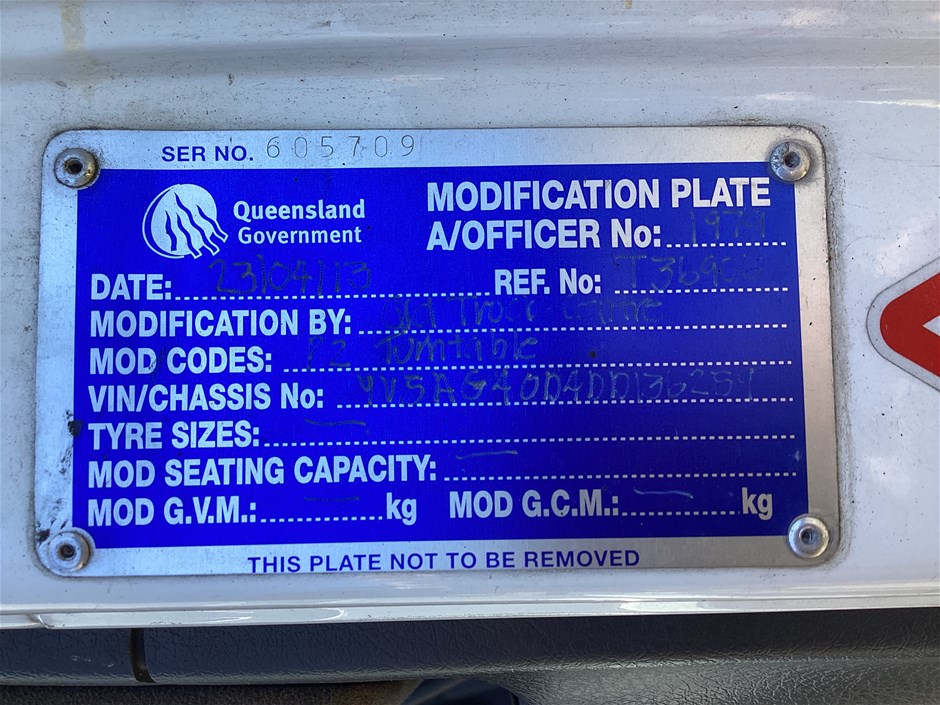 SER NO. 605709
Queensland Government
MODIFICATION PLATE
A/OFFICER No:
DATE: 23/04/13
REF. No:
MODIFICATION BY: Truck
MOD CODES: P2 Turntable
VIN/CHASSIS No:
TYRE SIZES: —
MOD SEATING CAPACITY: —
MOD G.V.M.: — kg MOD G.C.M.: — kg
THIS PLATE NOT TO BE REMOVED